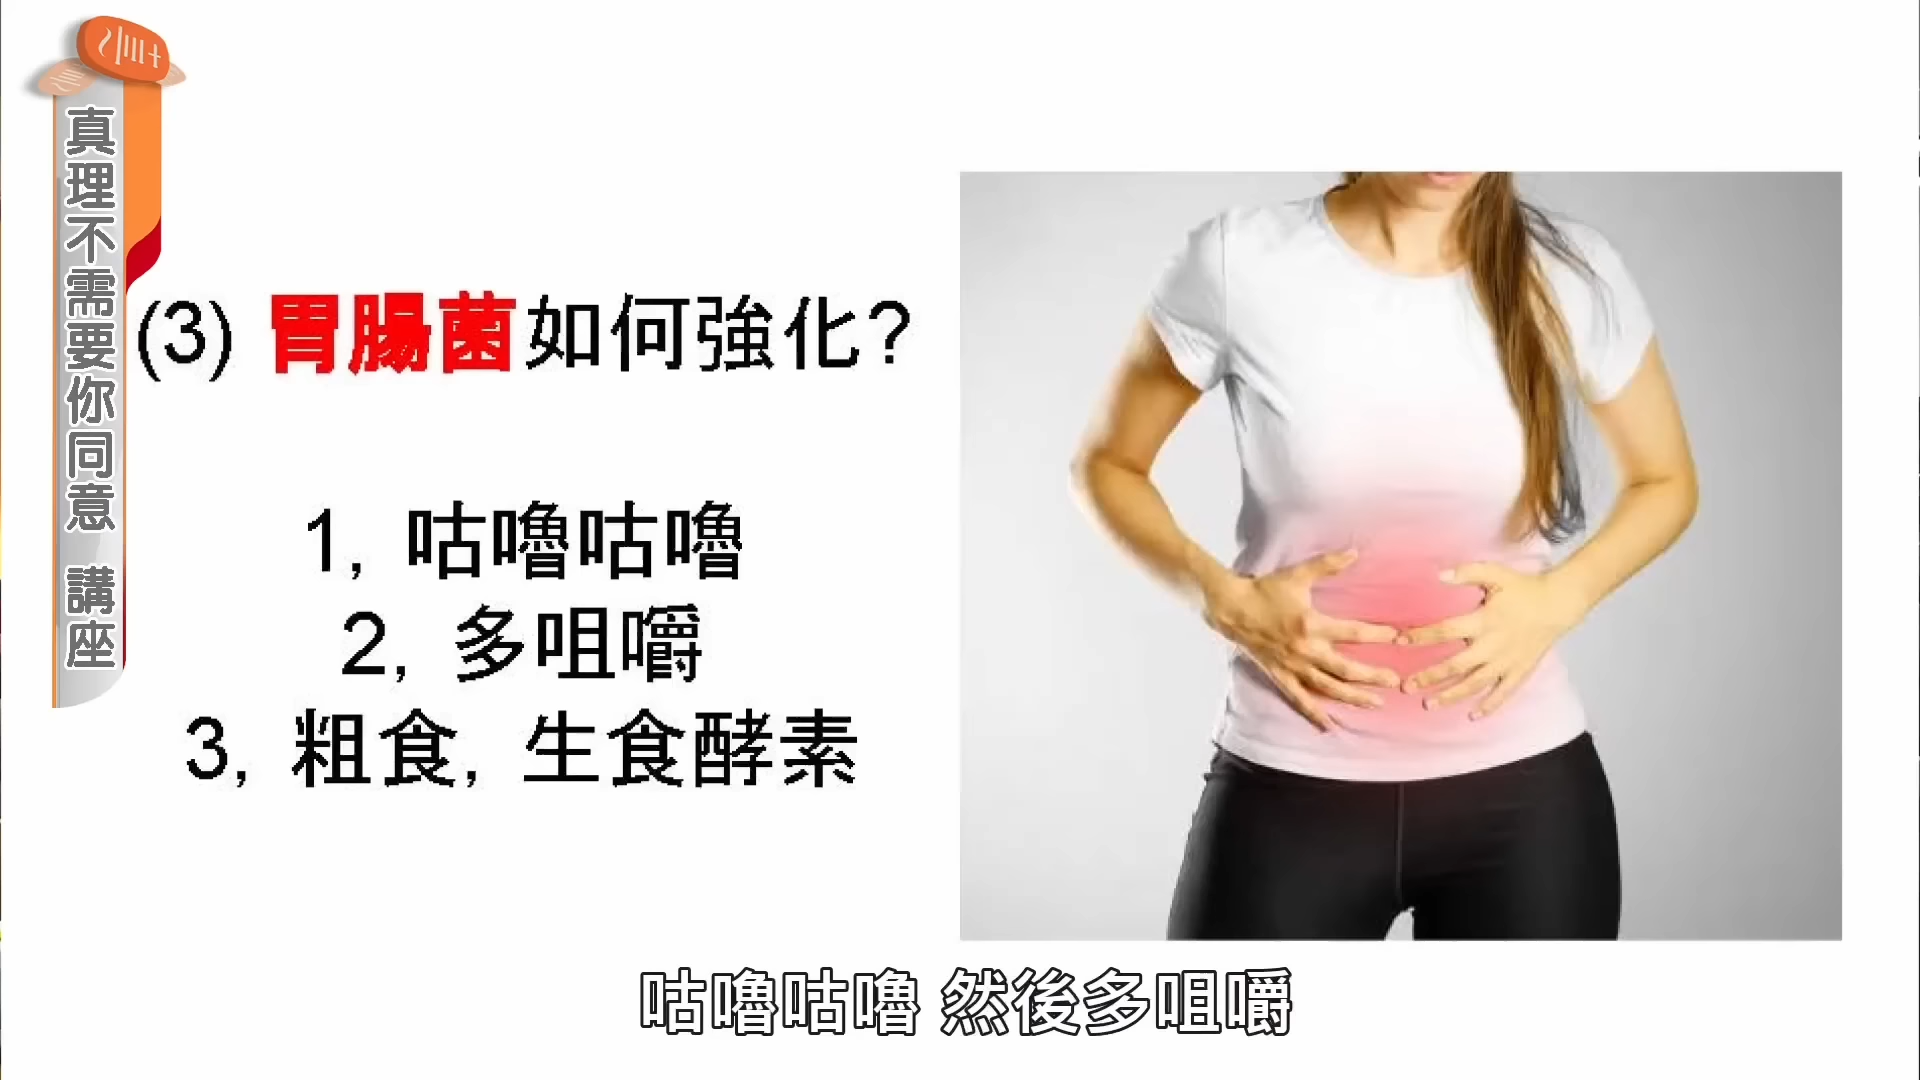 真理不需要你同意 講座
(3) 胃腸菌如何強化?
1, 咕嚕咕嚕
2, 多咀嚼
3, 粗食, 生食酵素
咕嚕咕嚕 然後多咀嚼